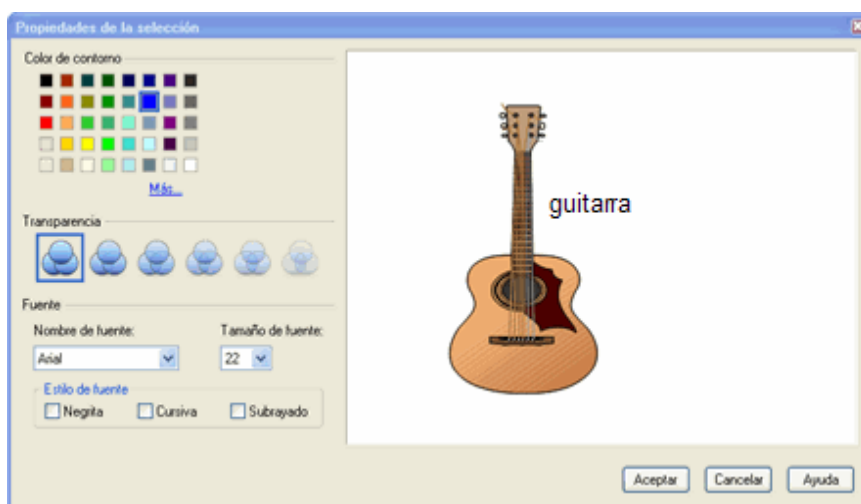 Propiedades de la selección
Color de contorno
Más...
Transparencia
Fuente
Nombre de fuente:
Tamaño de fuente:
Arial
22
Estilo de fuente
Negrita
Cursiva
Subrayado
guitarra
Aceptar
Cancelar
Ayuda